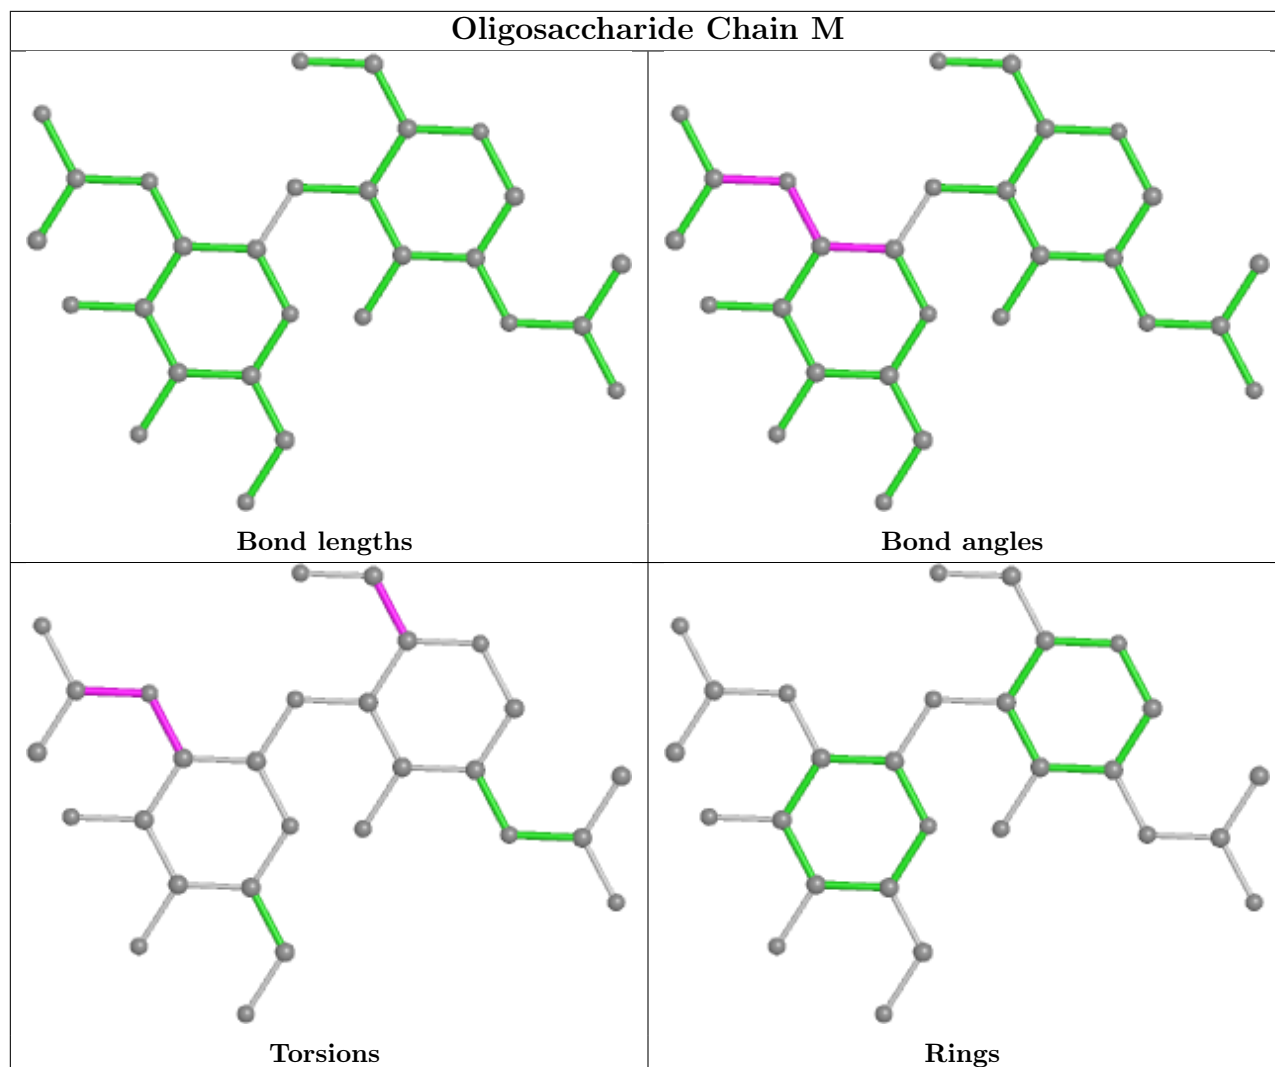 Oligosaccharide Chain M
Bond lengths
Bond angles
Torsions
Rings